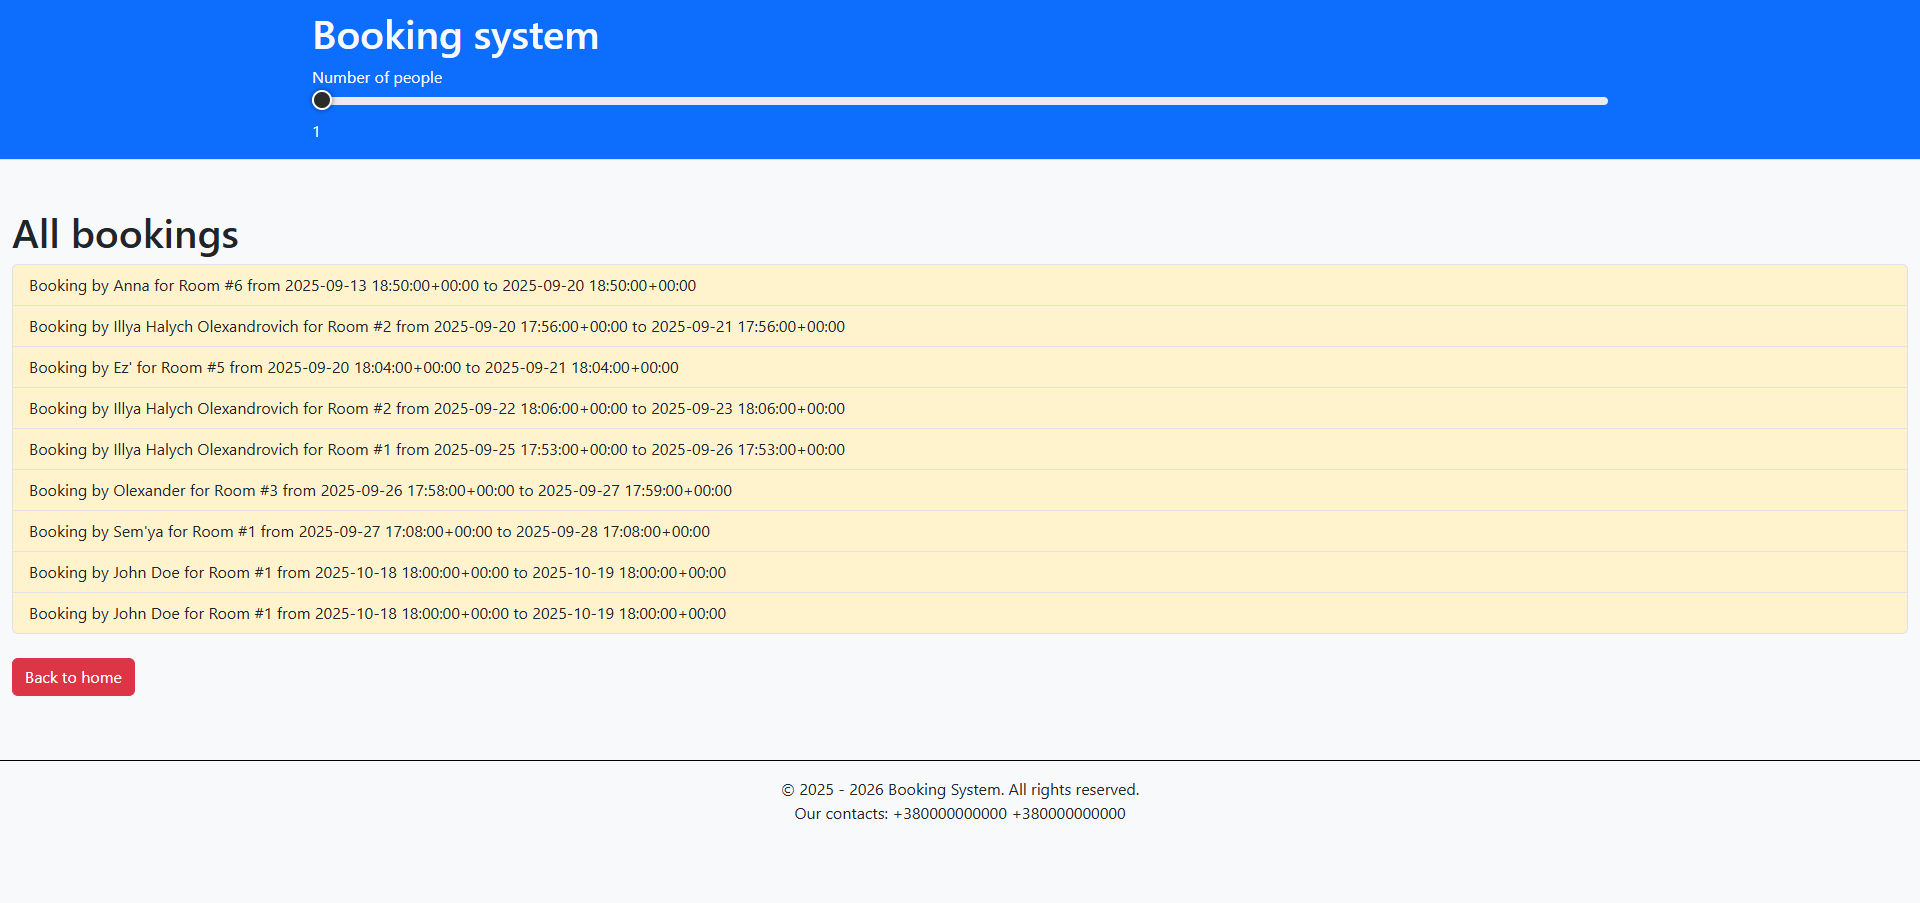 Booking system
Number of people
1
All bookings
Booking by Anna for Room #6 from 2025-09-13 18:50:00+00:00 to 2025-09-20 18:50:00+00:00
Booking by Illya Halych Olexandrovich for Room #2 from 2025-09-20 17:56:00+00:00 to 2025-09-21 17:56:00+00:00
Booking by Ez' for Room #5 from 2025-09-20 18:04:00+00:00 to 2025-09-21 18:04:00+00:00
Booking by Illya Halych Olexandrovich for Room #2 from 2025-09-22 18:06:00+00:00 to 2025-09-23 18:06:00+00:00
Booking by Illya Halych Olexandrovich for Room #1 from 2025-09-25 17:53:00+00:00 to 2025-09-26 17:53:00+00:00
Booking by Olexander for Room #3 from 2025-09-26 17:58:00+00:00 to 2025-09-27 17:59:00+00:00
Booking by Sem'ya for Room #1 from 2025-09-27 17:08:00+00:00 to 2025-09-28 17:08:00+00:00
Booking by John Doe for Room #1 from 2025-10-18 18:00:00+00:00 to 2025-10-19 18:00:00+00:00
Booking by John Doe for Room #1 from 2025-10-18 18:00:00+00:00 to 2025-10-19 18:00:00+00:00
Back to home
© 2025 - 2026 Booking System. All rights reserved.
Our contacts: +380000000000 +380000000000